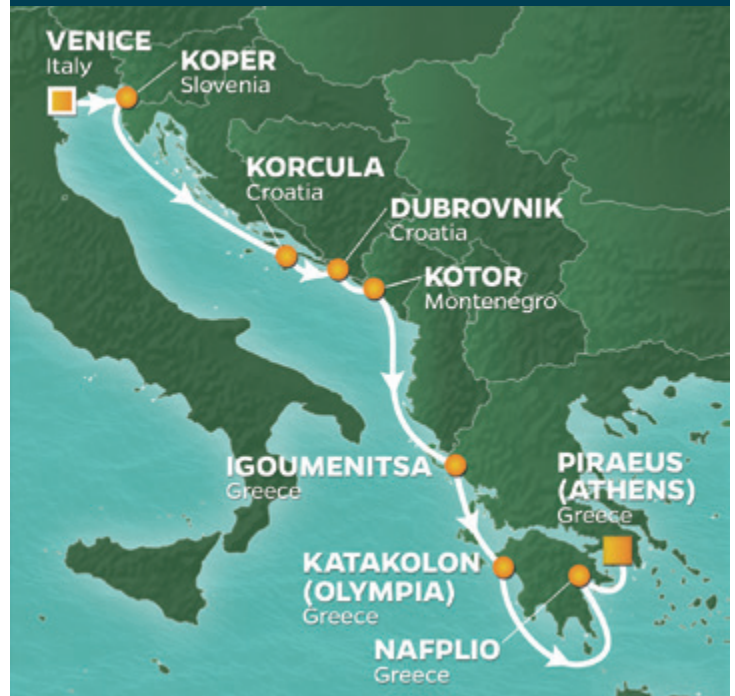 VENICE
Italy
KOPER
Slovenia
KORCULA
Croatia
DUBROVNIK
Croatia
KOTOR
Montenegro
IGOUMENITSA
Greece
PIRAEUS
(ATHENS)
Greece
KATAKOLON
(OLYMPIA)
Greece
NAFPLIO
Greece